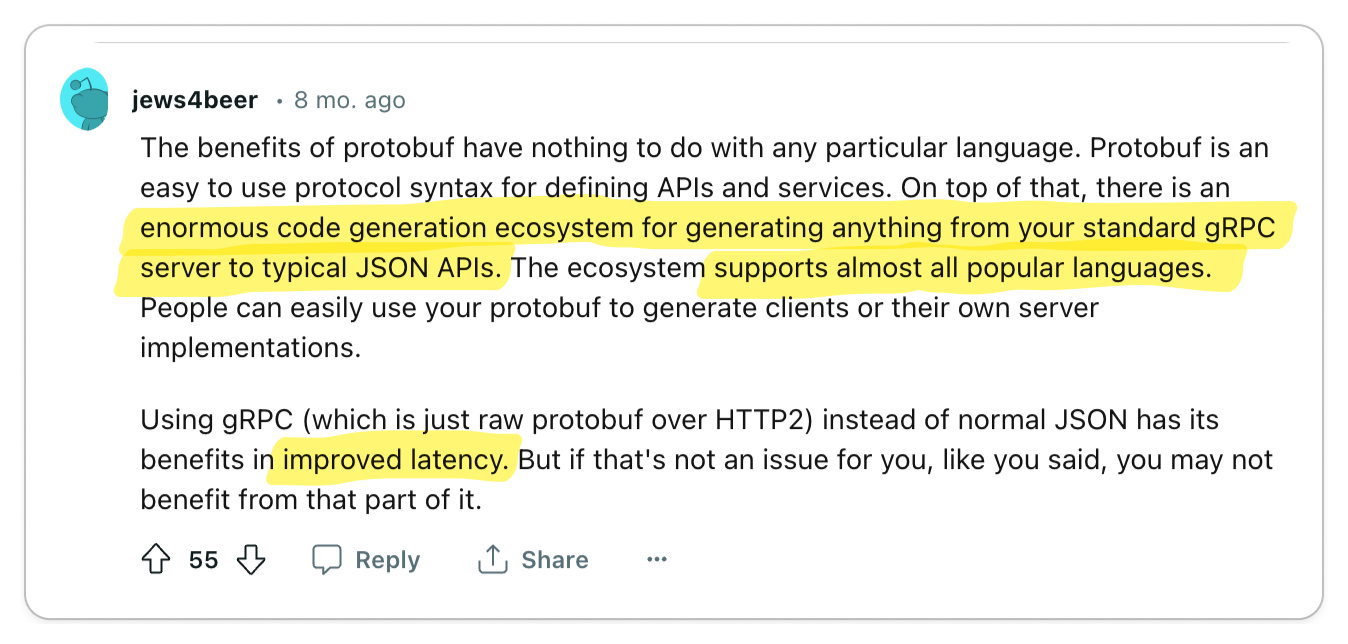 jews4beer · 8 mo. ago
The benefits of protobuf have nothing to do with any particular language. Protobuf is an
easy to use protocol syntax for defining APIs and services. On top of that, there is an
enormous code generation ecosystem for generating anything from your standard gRPC
server to typical JSON APIs. The ecosystem supports almost all popular languages.
People can easily use your protobuf to generate clients or their own server
implementations.
Using gRPC (which is just raw protobuf over HTTP2) instead of normal JSON has its
benefits in improved latency. But if that's not an issue for you, like you said, you may not
benefit from that part of it.
55 Reply Share ···